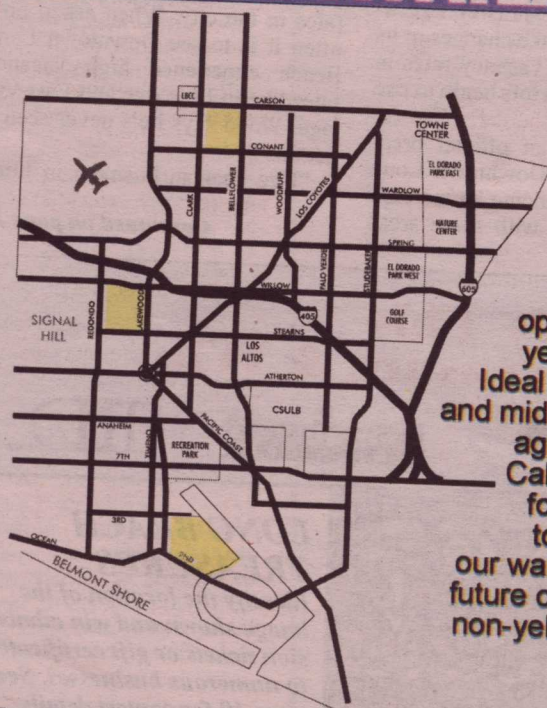 LBCC
CARSON
TOWNE
CENTER
CONANT
EL DORADO
PARK EAST
CLARK
BELLFLOWER
WOODRUFF
LOS COYOTES
WARDLOW
NATURE
CENTER
SPRING
PALO VERDE
STUDEBAKER
EL DORADO
PARK WEST
WILLOW
605
GOLF
COURSE
405
SIGNAL
HILL
REDONDO
LAKEWOOD
STEARNS
LOS
ALTOS
ATHERTON
CSULB
ANAHEIM
XIMENO
PACIFIC COAST
RECREATION
PARK
7TH
3RD
2ND
OCEAN
BELMONT SHORE
op
ye
Ideal
and mid
ag
Cal
fo
to
our wa
future o
non-yel